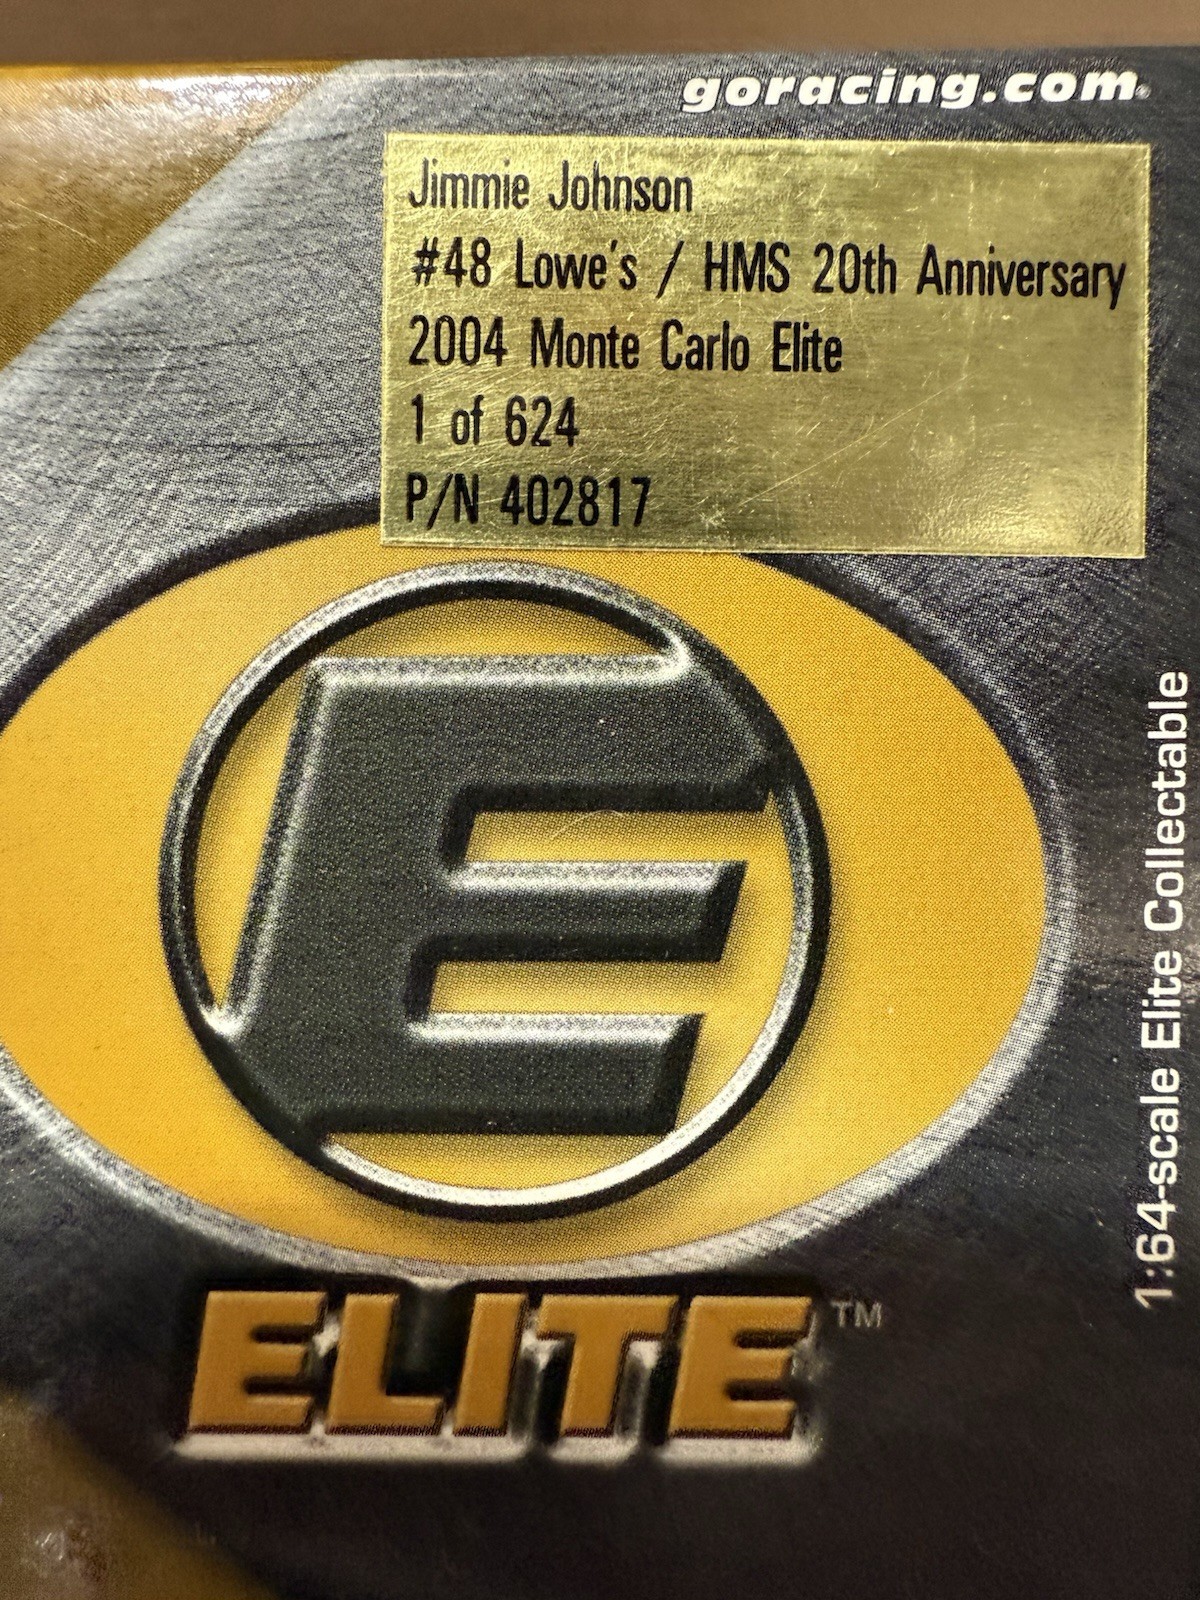 goracing.com
Jimmie Johnson
#48 Lowe's / HMS 20th Anniversary
2004 Monte Carlo Elite
1 of 624
P/N 402817
E
ELITE™
1:64-scale Elite Collectable